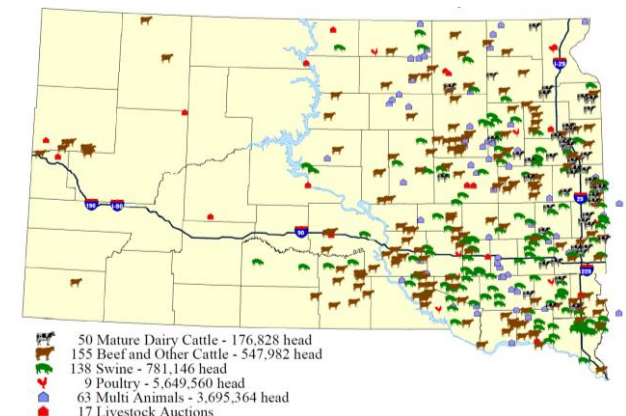 I-29
29
190
I-90
90
229
50 Mature Dairy Cattle - 176,828 head
155 Beef and Other Cattle - 547,982 head
138 Swine - 781,146 head
9 Poultry - 5,649,560 head
63 Multi Animals - 3,695,364 head
17 Livestock Auctions